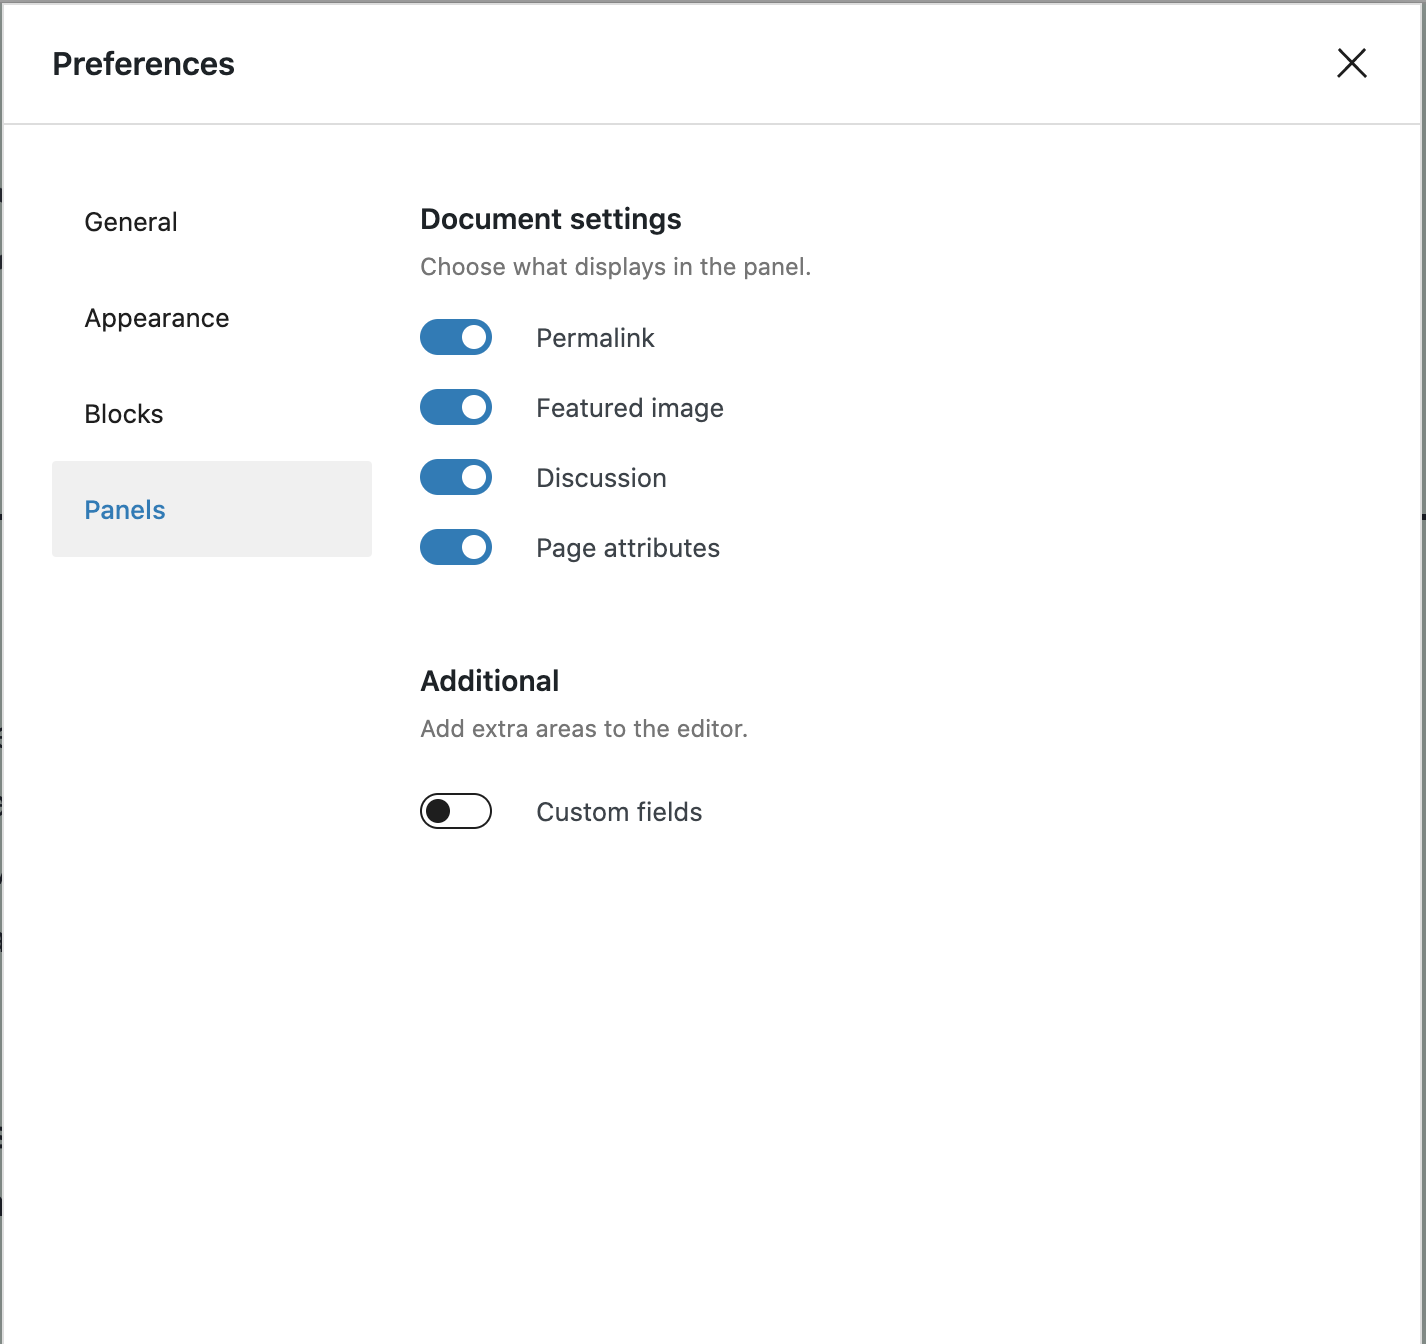 Preferences
General
Appearance
Blocks
Panels
Document settings
Choose what displays in the panel.
Permalink
Featured image
Discussion
Page attributes
Additional
Add extra areas to the editor.
Custom fields